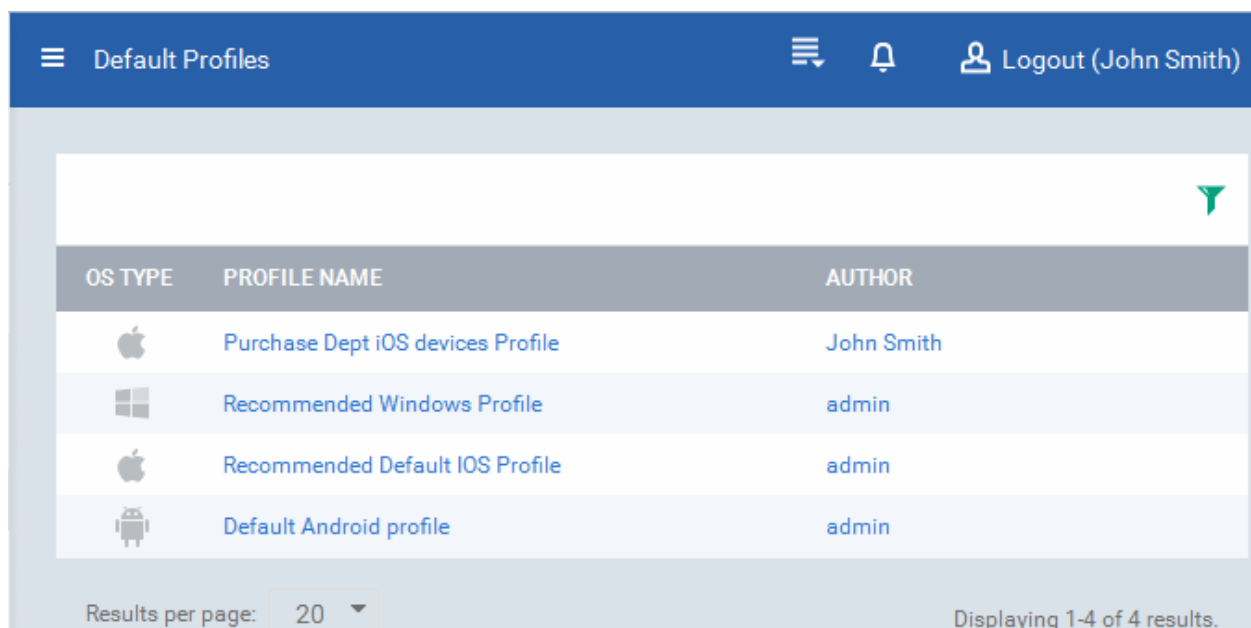 Default Profiles Logout (John Smith)
OS TYPE PROFILE NAME AUTHOR
Purchase Dept iOS devices Profile John Smith
Recommended Windows Profile admin
Recommended Default IOS Profile admin
Default Android profile admin
Results per page: 20 Displaying 1-4 of 4 results.